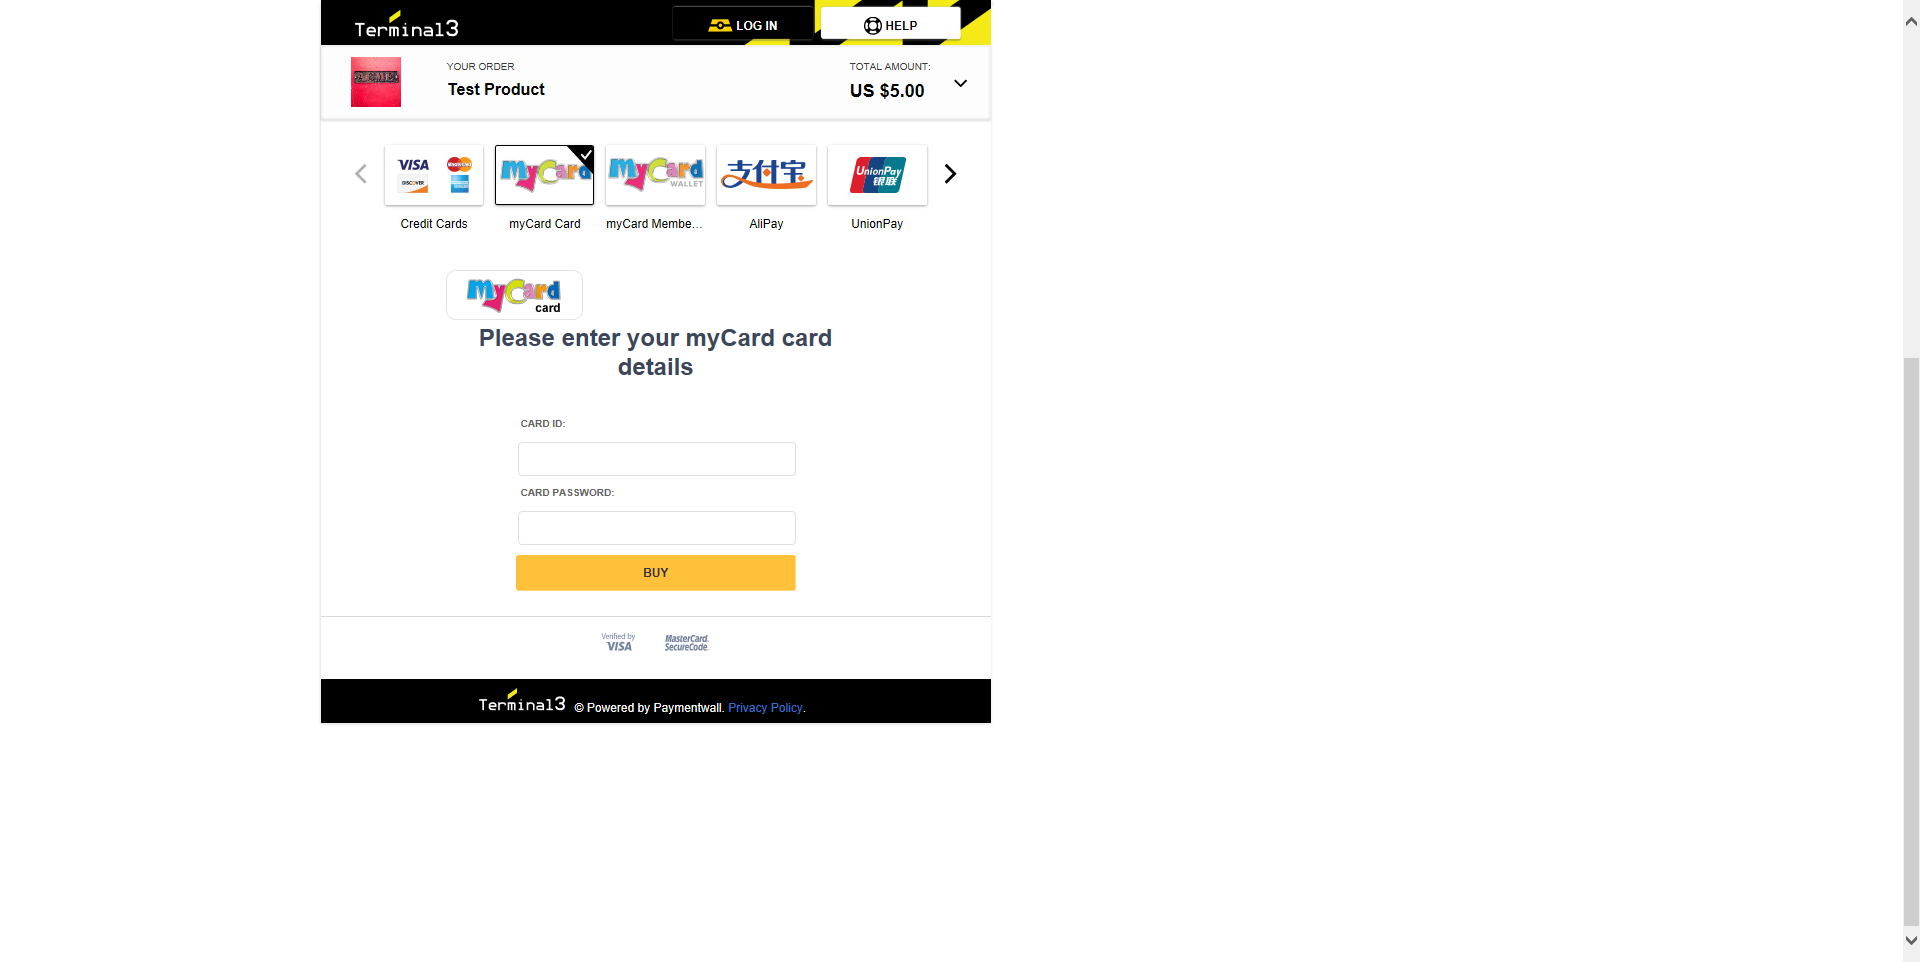 Terminal3
LOG IN
HELP
YOUR ORDER
Test Product
TOTAL AMOUNT:
US $5.00
VISA
MasterCard
DISCOVER
MyCard
MyCard
WALLET
支付宝
UnionPay
银联
Credit Cards
myCard Card
myCard Membe...
AliPay
UnionPay
MyCard
card
Please enter your myCard card
details
CARD ID:
CARD PASSWORD:
BUY
Verified by
VISA
MasterCard.
SecureCode.
Terminal3 © Powered by Paymentwall. Privacy Policy.